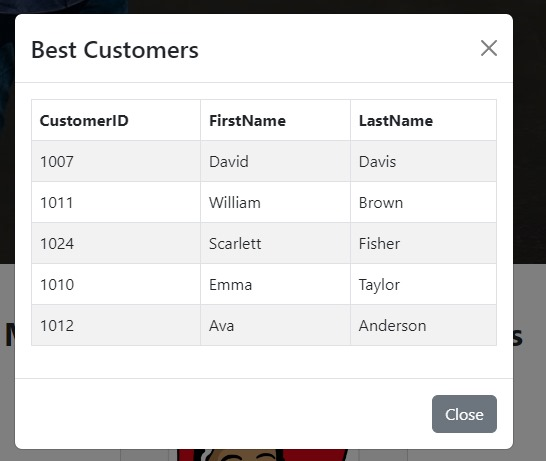 Best Customers
CustomerID FirstName LastName
1007 David Davis
1011 William Brown
1024 Scarlett Fisher
1010 Emma Taylor
1012 Ava Anderson
Close